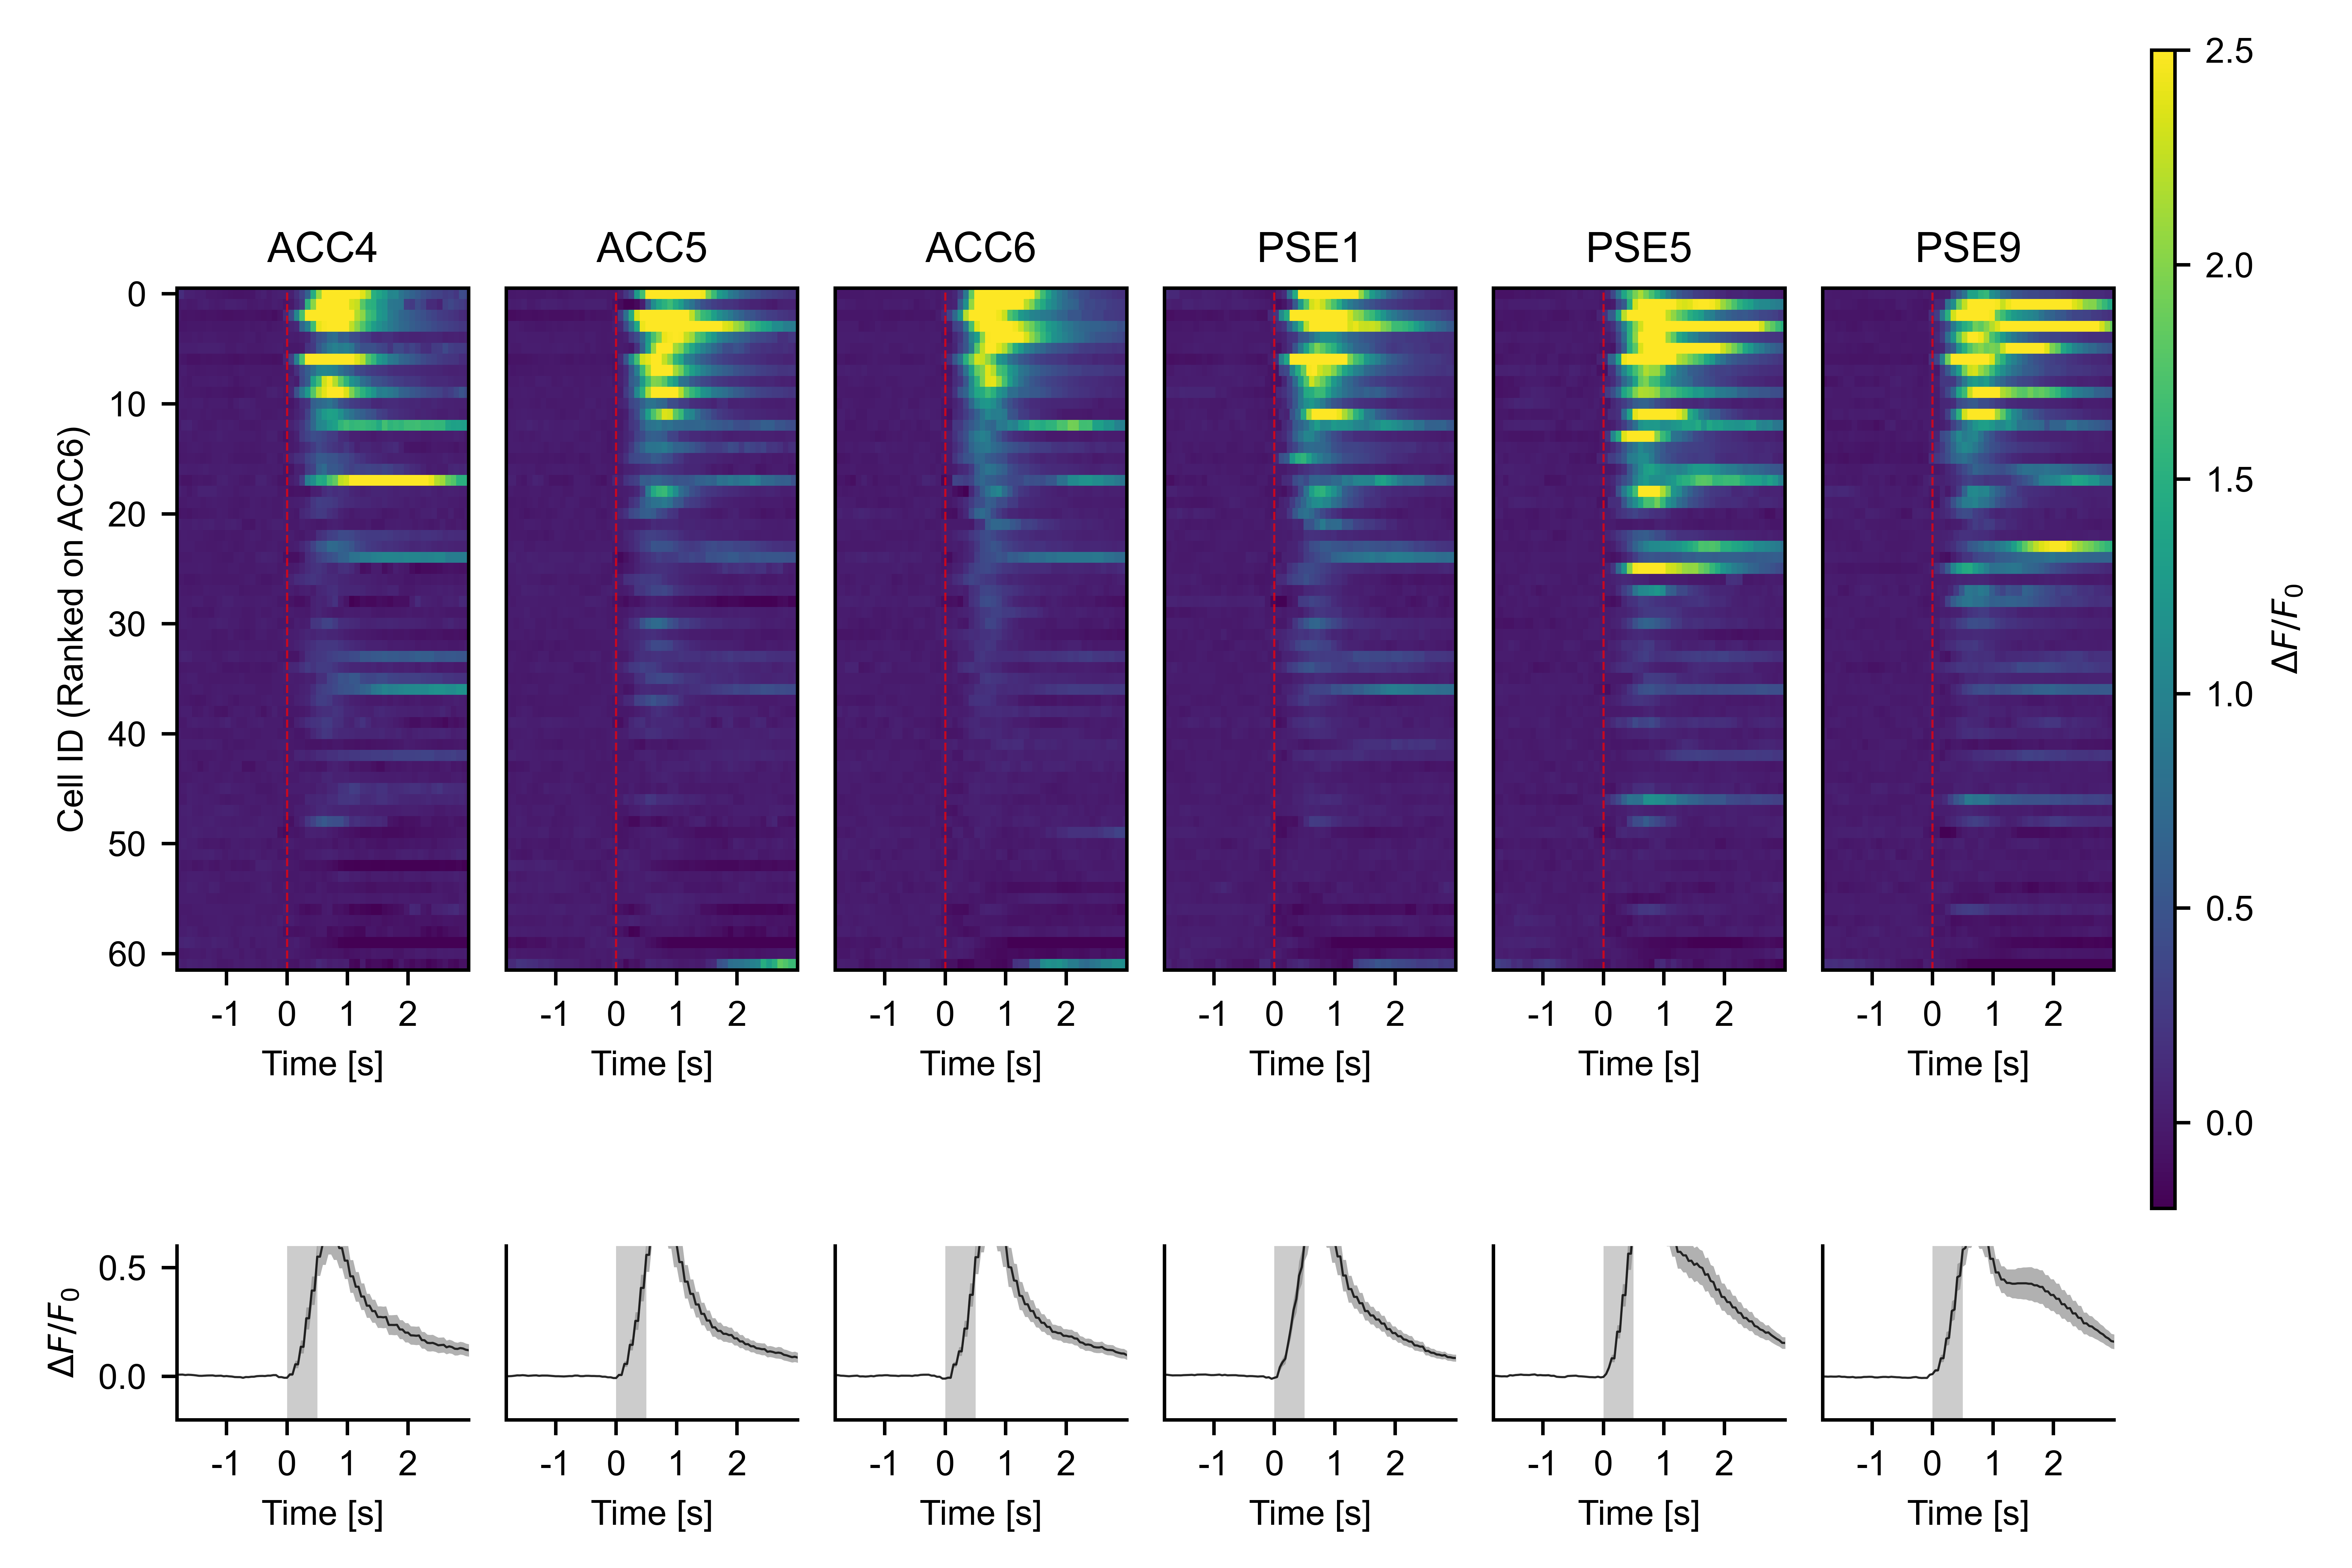 ACC4 ACC5 ACC6 PSE1 PSE5 PSE9
Cell ID (Ranked on ACC6)
0
10
20
30
40
50
60
-1 0 1 2 -1 0 1 2 -1 0 1 2 -1 0 1 2 -1 0 1 2 -1 0 1 2
Time [s] Time [s] Time [s] Time [s] Time [s] Time [s]
2.5
2.0
1.5
1.0
0.5
0.0
ΔF/F₀
ΔF/F₀
0.5
0.0
-1 0 1 2 -1 0 1 2 -1 0 1 2 -1 0 1 2 -1 0 1 2 -1 0 1 2
Time [s] Time [s] Time [s] Time [s] Time [s] Time [s]